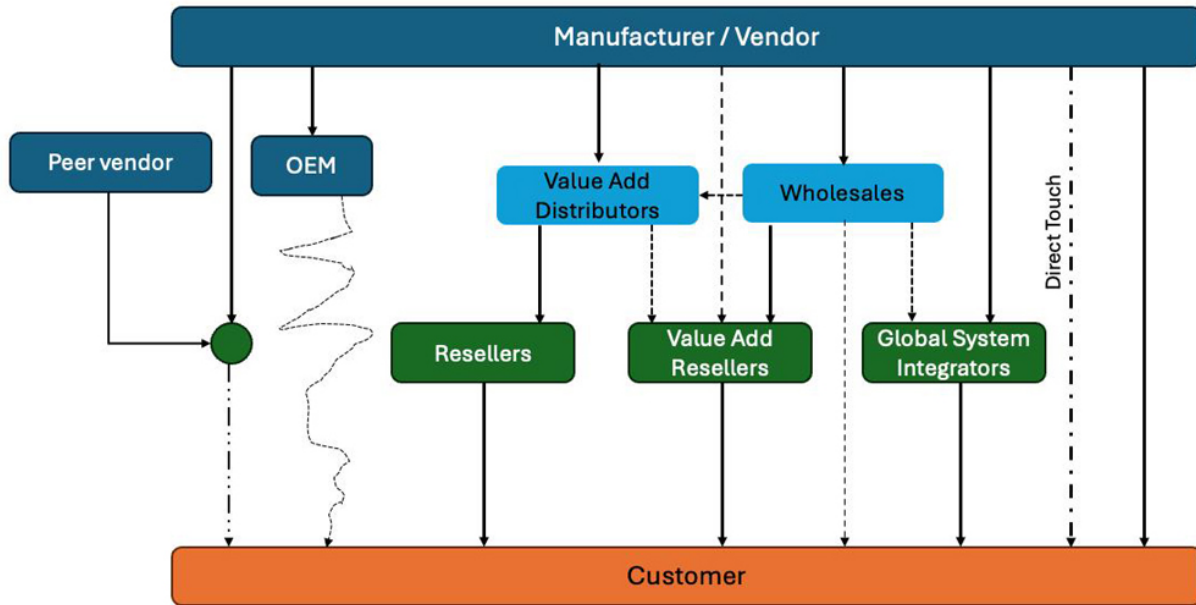 Manufacturer / Vendor
Peer vendor
OEM
Value Add
Distributors
Wholesales
Direct Touch
Resellers
Value Add
Resellers
Global System
Integrators
Customer